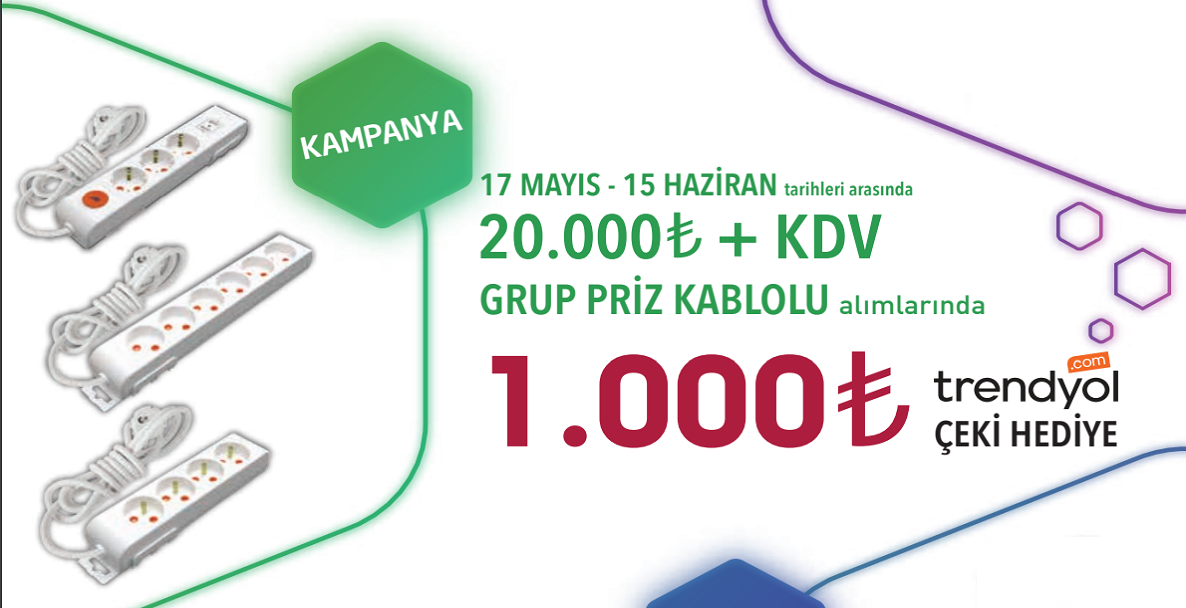 KAMPANYA
17 MAYIS - 15 HAZİRAN tarihleri arasında
20.000₺ + KDV
GRUP PRİZ KABLOLU alımlarında
1.000₺
trendyol.com
ÇEKİ HEDİYE